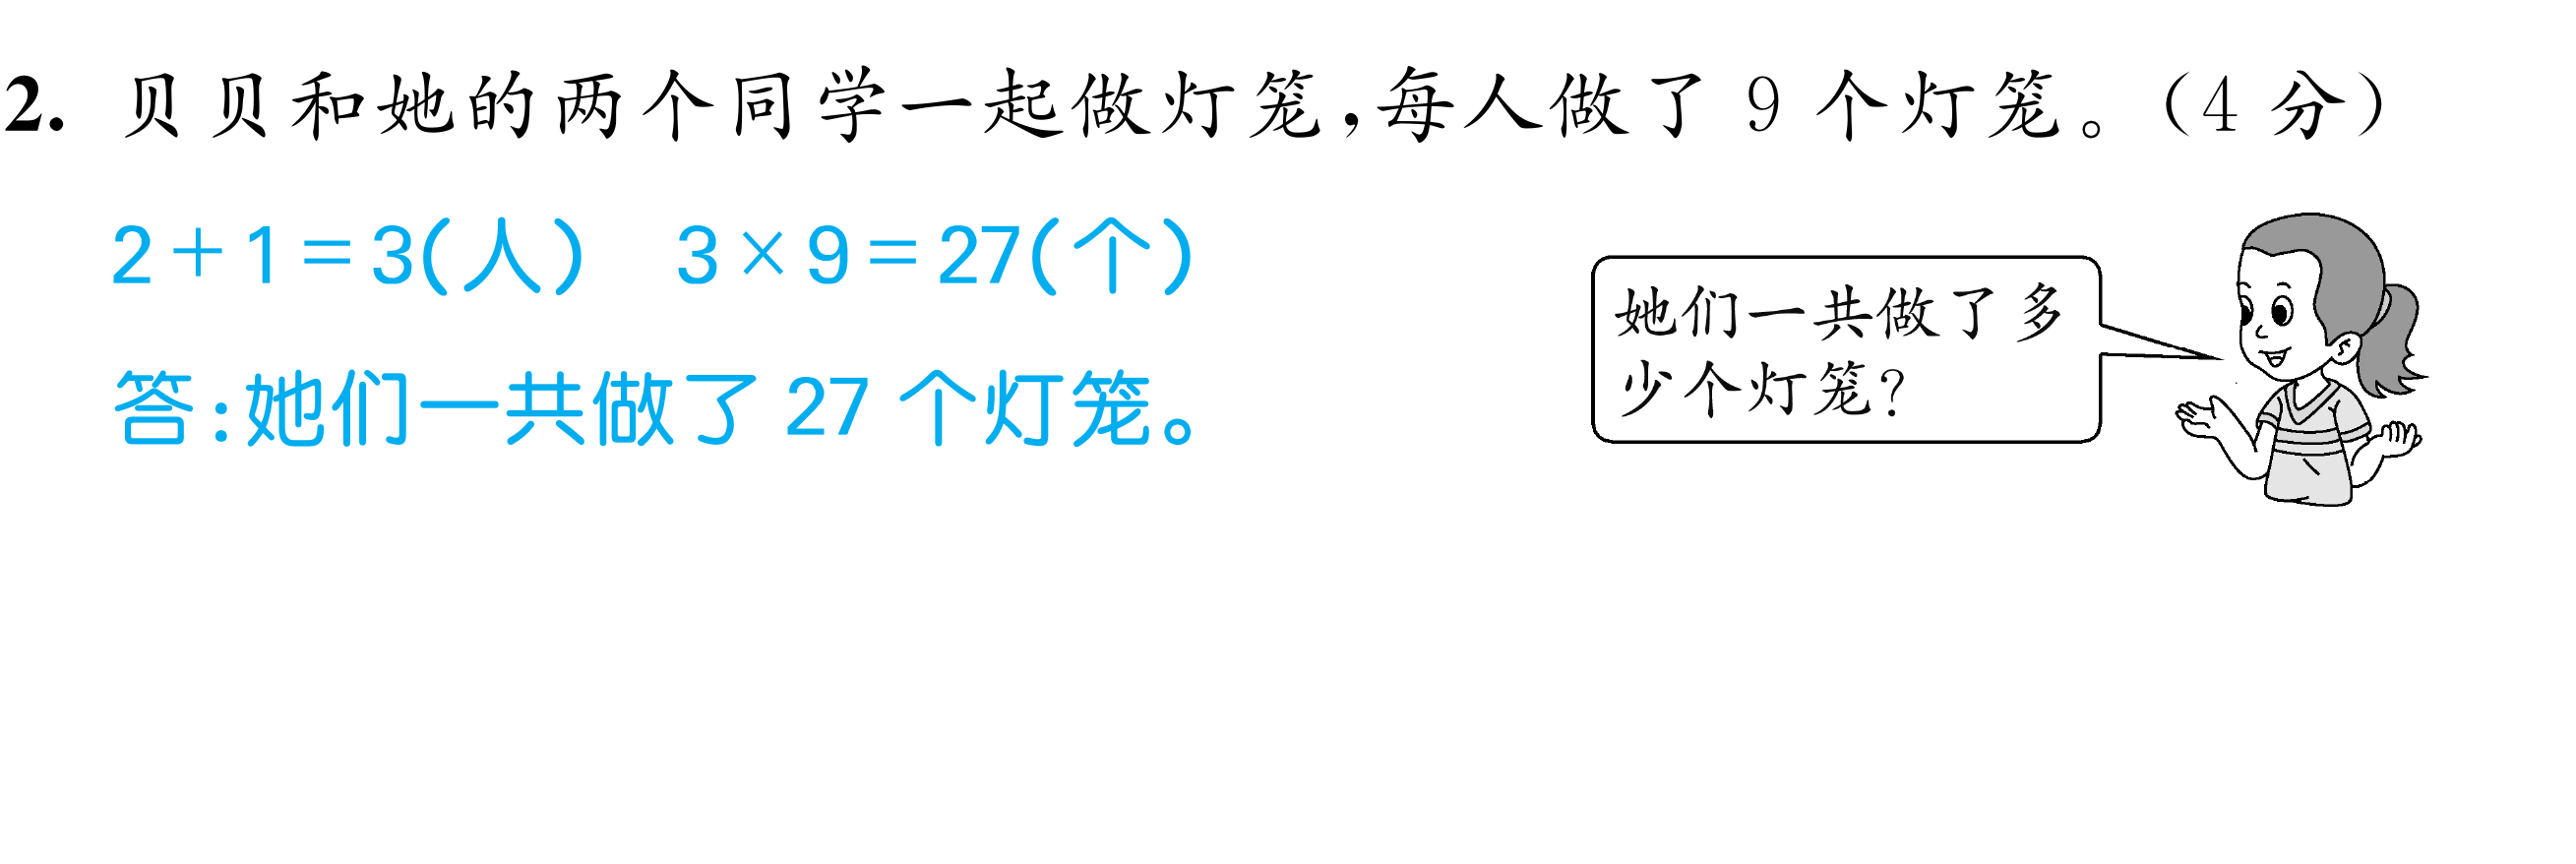 2. 贝贝和她的两个同学一起做灯笼,每人做了 9 个灯笼。(4 分)
2+1=3(人) 3×9=27(个)
她们一共做了多
少个灯笼?
答:她们一共做了 27 个灯笼。